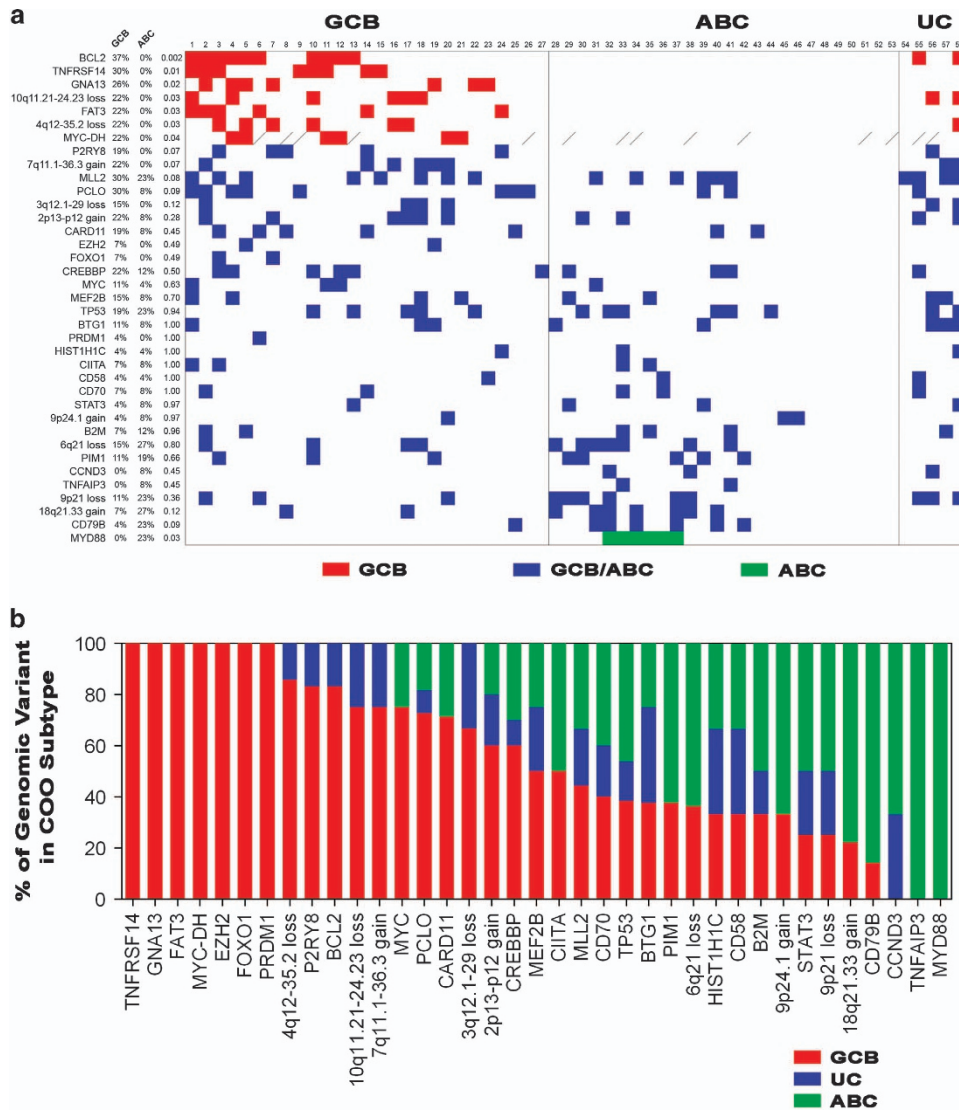 a
GCB ABC UC
GCB ABC
1 2 3 4 5 6 7 8 9 10 11 12 13 14 15 16 17 18 19 20 21 22 23 24 25 26 27 28 29 30 31 32 33 34 35 36 37 38 39 40 41 42 43 44 45 46 47 48 49 50 51 52 53 54 55 56 57
BCL2 37% 0% 0.002
TNFRSF14 30% 0% 0.01
GNA13 26% 0% 0.02
10q11.21-24.23 loss 22% 0% 0.03
FAT3 22% 0% 0.03
4q12-35.2 loss 22% 0% 0.03
MYC-DH 22% 0% 0.04
P2RY8 19% 0% 0.07
7q11.1-36.3 gain 22% 0% 0.07
MLL2 30% 23% 0.08
PCLO 30% 8% 0.09
3q12.1-29 loss 15% 0% 0.12
2p13-p12 gain 22% 8% 0.28
CARD11 19% 8% 0.45
EZH2 7% 0% 0.49
FOXO1 7% 0% 0.49
CREBBP 22% 12% 0.50
MYC 11% 4% 0.63
MEF2B 15% 8% 0.70
TP53 19% 23% 0.94
BTG1 11% 8% 1.00
PRDM1 4% 0% 1.00
HIST1H1C 4% 4% 1.00
CIITA 7% 8% 1.00
CD58 4% 4% 1.00
CD70 7% 8% 1.00
STAT3 4% 8% 0.97
9p24.1 gain 4% 8% 0.97
B2M 7% 12% 0.96
6q21 loss 15% 27% 0.80
PIM1 11% 19% 0.66
CCND3 0% 8% 0.45
TNFAIP3 0% 8% 0.45
9p21 loss 11% 23% 0.36
18q21.33 gain 7% 27% 0.12
CD79B 4% 23% 0.09
MYD88 0% 23% 0.03
GCB GCB/ABC ABC
b
% of Genomic Variant
in COO Subtype
100
80
60
40
20
0
TNFRSF14
GNA13
FAT3
MYC-DH
EZH2
FOXO1
PRDM1
4q12-35.2 loss
P2RY8
BCL2
10q11.21-24.23 loss
7q11.1-36.3 gain
MYC
PCLO
CARD11
3q12.1-29 loss
2p13-p12 gain
CREBBP
MEF2B
CIITA
MLL2
CD70
TP53
BTG1
PIM1
6q21 loss
HIST1H1C
CD58
B2M
9p24.1 gain
STAT3
9p21 loss
18q21.33 gain
CD79B
CCND3
TNFAIP3
MYD88
GCB
UC
ABC